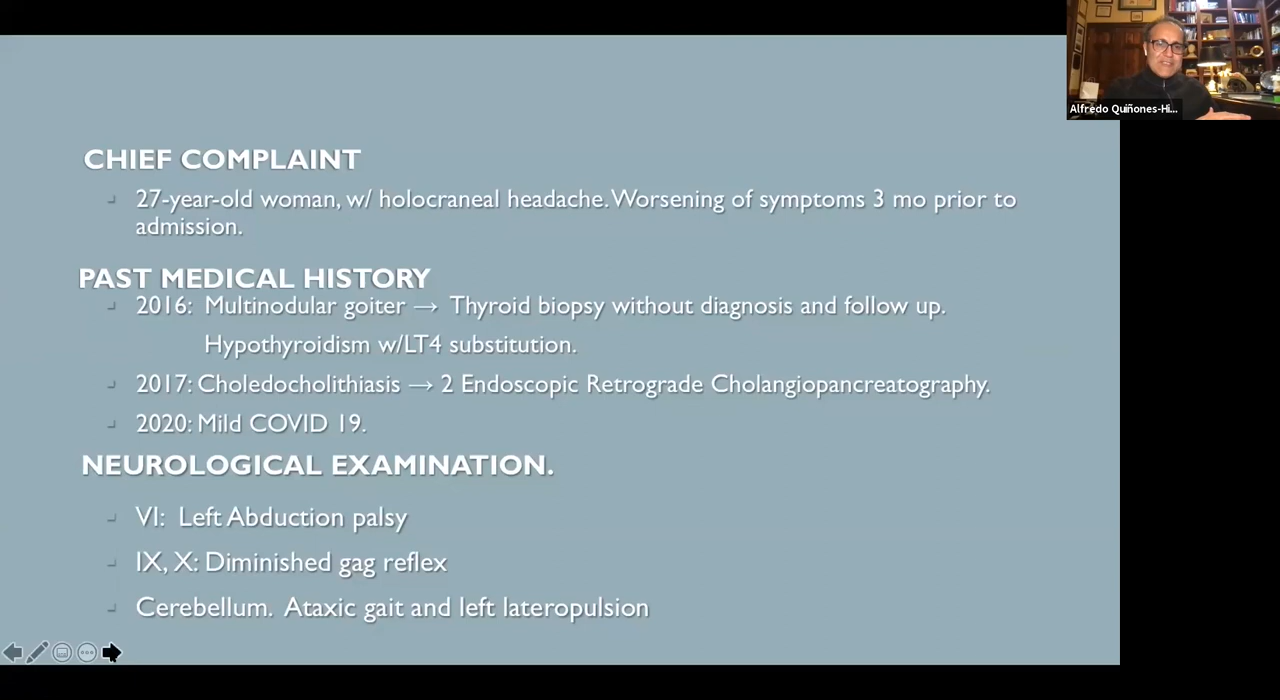 Alfredo Quiñones-Hi...
CHIEF COMPLAINT
27-year-old woman, w/ holocraneal headache. Worsening of symptoms 3 mo prior to
admission.
PAST MEDICAL HISTORY
2016: Multinodular goiter → Thyroid biopsy without diagnosis and follow up.
Hypothyroidism w/LT4 substitution.
2017: Choledocholithiasis → 2 Endoscopic Retrograde Cholangiopancreatography.
2020: Mild COVID 19.
NEUROLOGICAL EXAMINATION.
VI: Left Abduction palsy
IX, X: Diminished gag reflex
Cerebellum. Ataxic gait and left lateropulsion